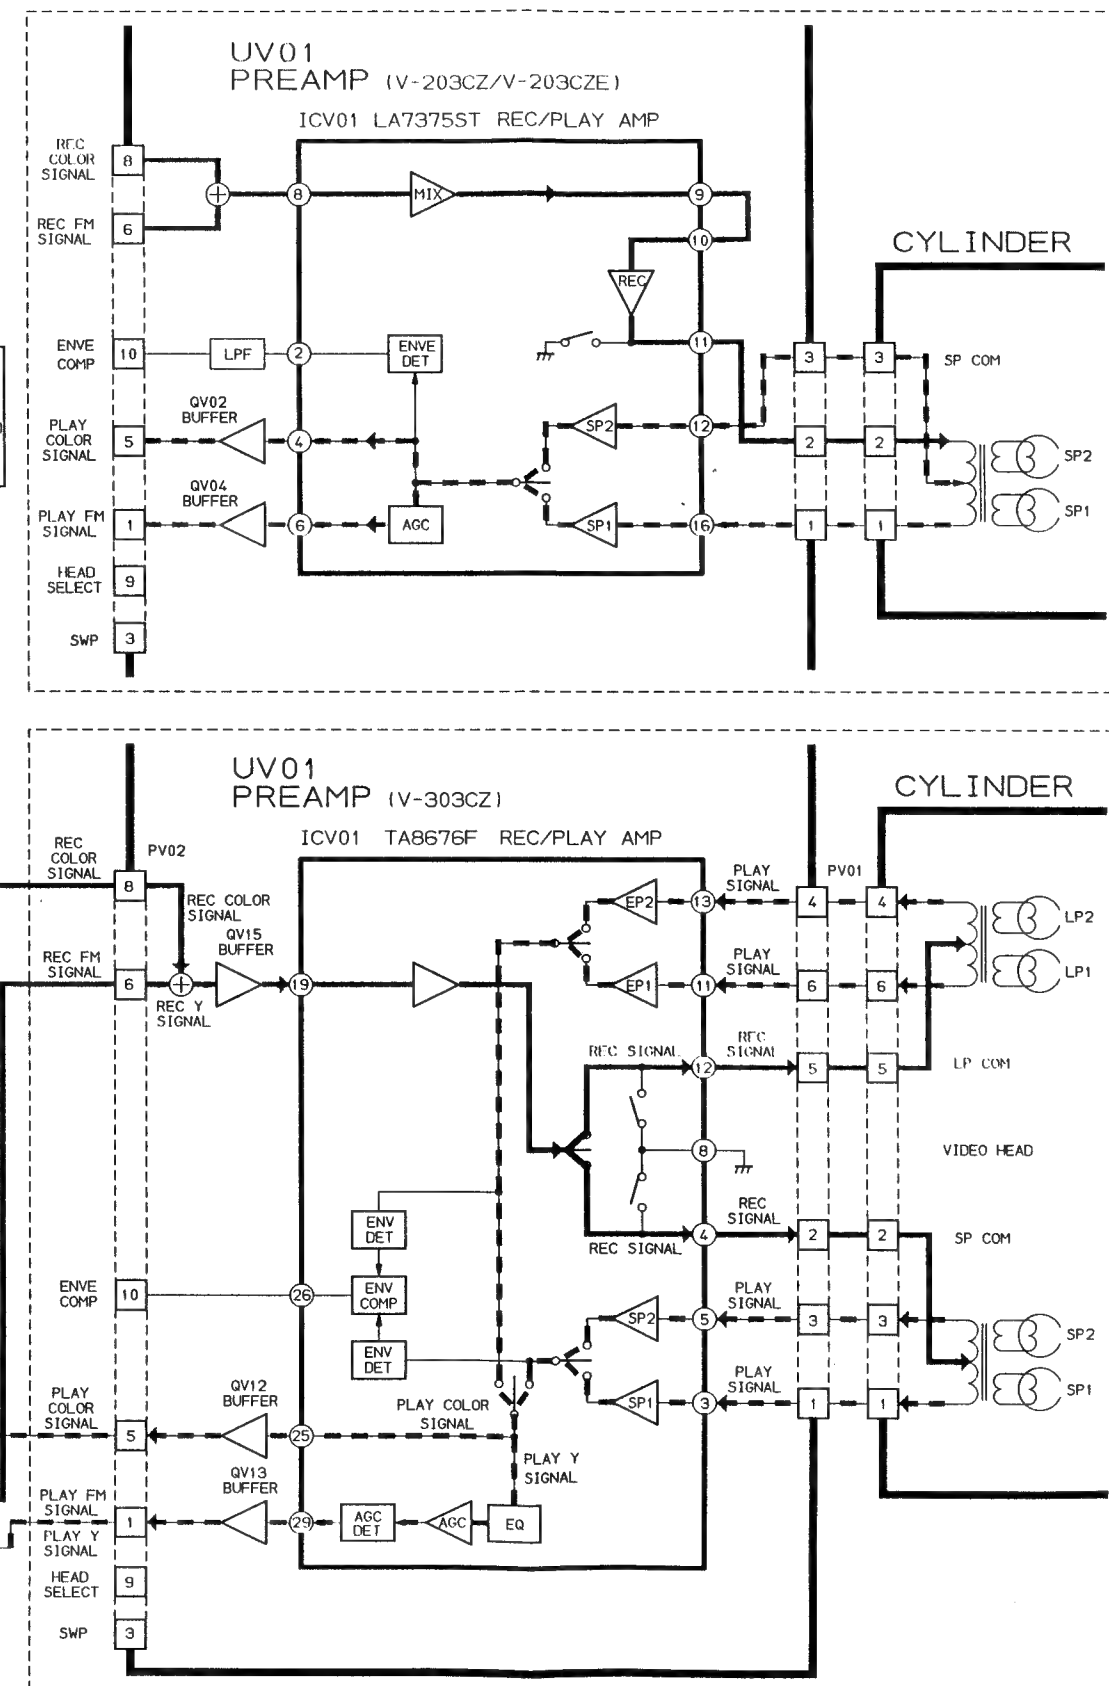 UV01
PREAMP (V-203CZ/V-203CZE)
ICV01 LA7375ST REC/PLAY AMP
REC
COLOR
SIGNAL
8
8
MIX
9
REC FM
SIGNAL
6
10
CYLINDER
REC
ENVE
COMP
10
LPF
2
ENVE
DET
11
3
3
SP COM
QV02
BUFFER
PLAY
COLOR
SIGNAL
5
4
SP2
12
2
2
SP2
QV04
BUFFER
PLAY FM
SIGNAL
1
6
AGC
SP1
16
1
1
SP1
HEAD
SELECT
9
SWP
3
UV01
PREAMP (V-303CZ)
CYLINDER
ICV01 TA8676F REC/PLAY AMP
REC
COLOR
SIGNAL
PV02
8
REC COLOR
SIGNAL
EP2
13
PLAY
SIGNAL
PV01
4
4
LP2
QV15
BUFFER
REC FM
SIGNAL
6
REC Y
SIGNAL
19
EP1
11
PLAY
SIGNAL
6
6
LP1
REC SIGNAL
12
REC
SIGNAL
5
5
LP COM
8
VIDEO HEAD
ENV
DET
REC SIGNAL
4
REC
SIGNAL
2
2
SP COM
ENVE
COMP
10
26
ENV
COMP
SP2
5
PLAY
SIGNAL
3
3
SP2
ENV
DET
SP1
3
PLAY
SIGNAL
1
1
SP1
PLAY
COLOR
SIGNAL
5
QV12
BUFFER
25
PLAY COLOR
SIGNAL
PLAY Y
SIGNAL
QV13
BUFFER
PLAY FM
SIGNAL
PLAY Y
SIGNAL
1
29
AGC
DET
AGC
EQ
HEAD
SELECT
9
SWP
3